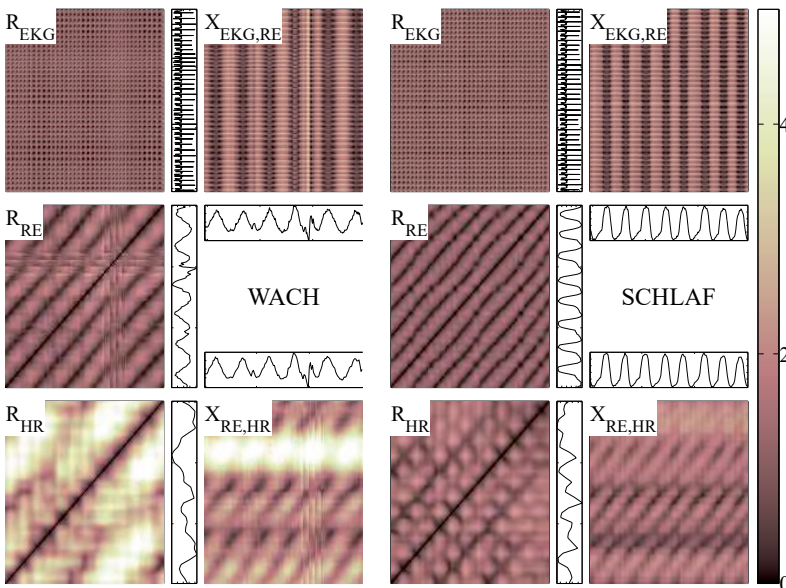 R_EKG X_EKG,RE R_EKG X_EKG,RE
4
R_RE WACH R_RE SCHLAF
2
R_HR X_RE,HR R_HR X_RE,HR
0